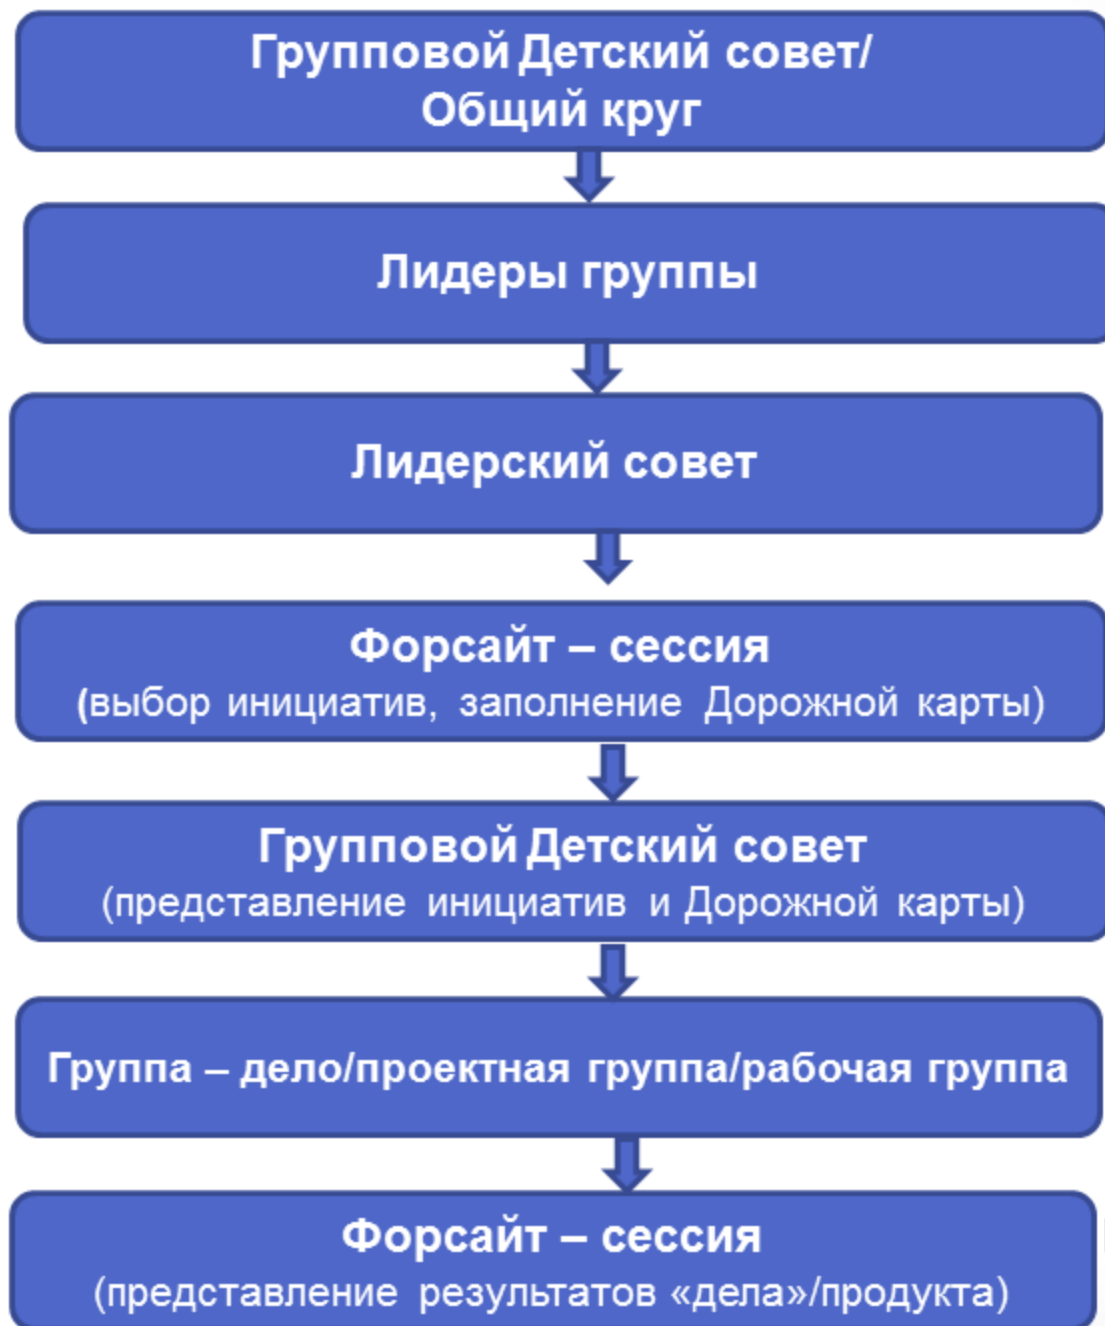 Групповой Детский совет/
Общий круг
Лидеры группы
Лидерский совет
Форсайт – сессия
(выбор инициатив, заполнение Дорожной карты)
Групповой Детский совет
(представление инициатив и Дорожной карты)
Группа – дело/проектная группа/рабочая группа
Форсайт – сессия
(представление результатов «дела»/продукта)